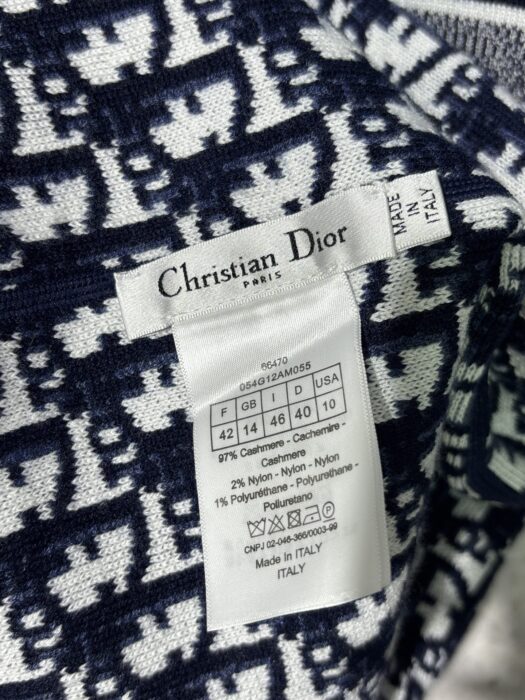 Christian Dior
PARIS
MADE
IN
ITALY
66470
054G12AM055
F GB I D USA
42 14 46 40 10
97% Cashmere - Cachemire -
Cashmere
2% Nylon - Nylon - Nylon
1% Polyuréthane - Polyurethane -
Poliuretano
P
CNPJ 02-046-366/0003-99
Made in ITALY
ITALY